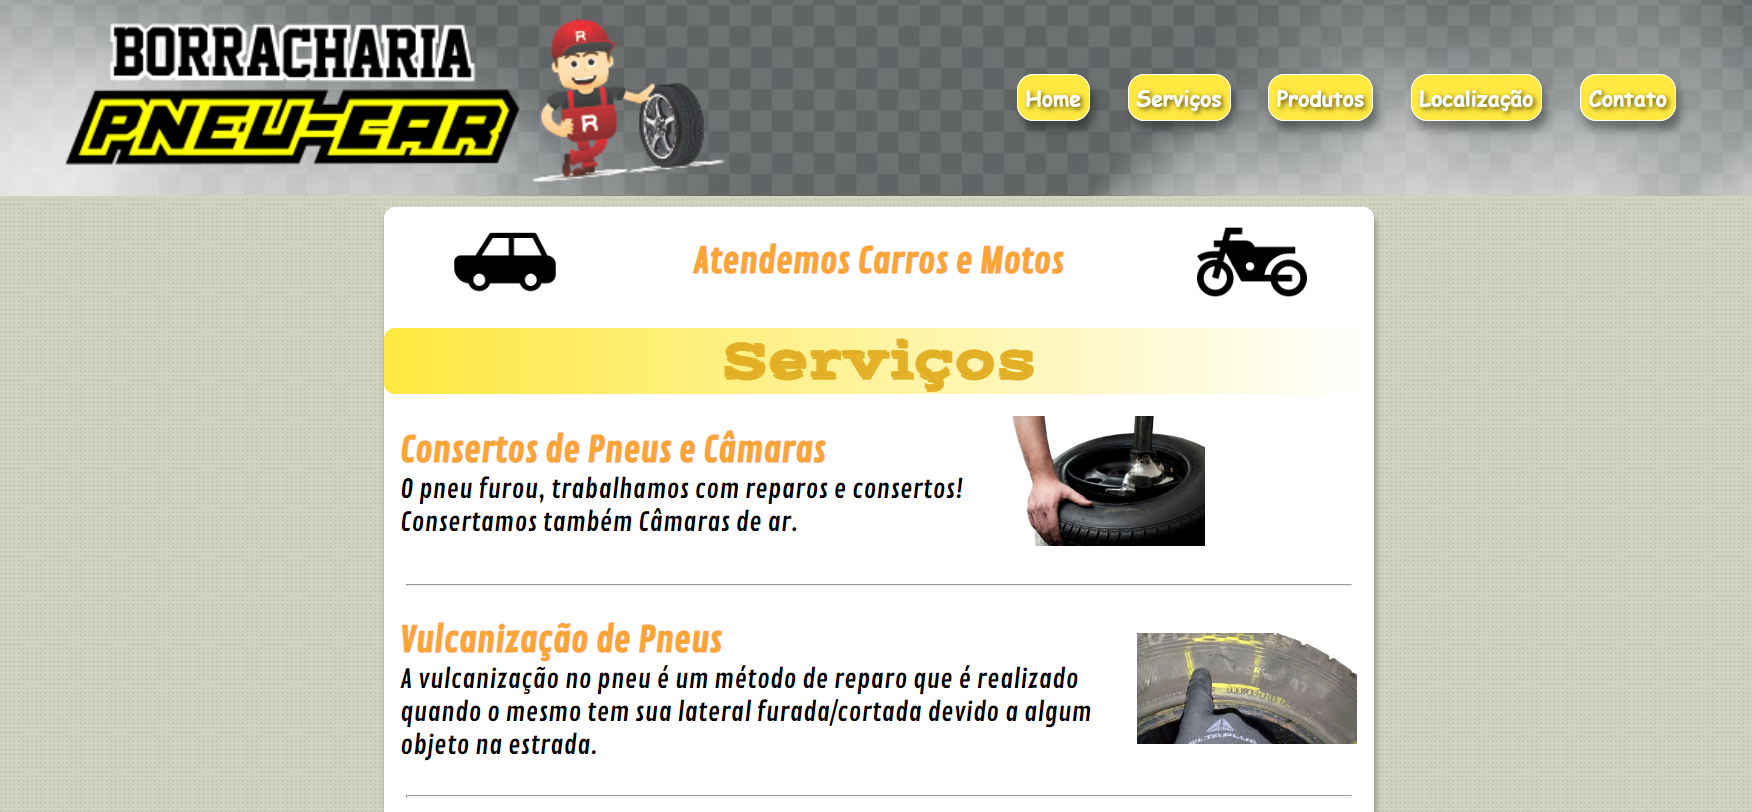 BORRACHARIA
PNEU-CAR
R
R
Home
Serviços
Produtos
Localização
Contato
Atendemos Carros e Motos
Serviços
Consertos de Pneus e Câmaras
O pneu furou, trabalhamos com reparos e consertos!
Consertamos também Câmaras de ar.
Vulcanização de Pneus
A vulcanização no pneu é um método de reparo que é realizado
quando o mesmo tem sua lateral furada/cortada devido a algum
objeto na estrada.